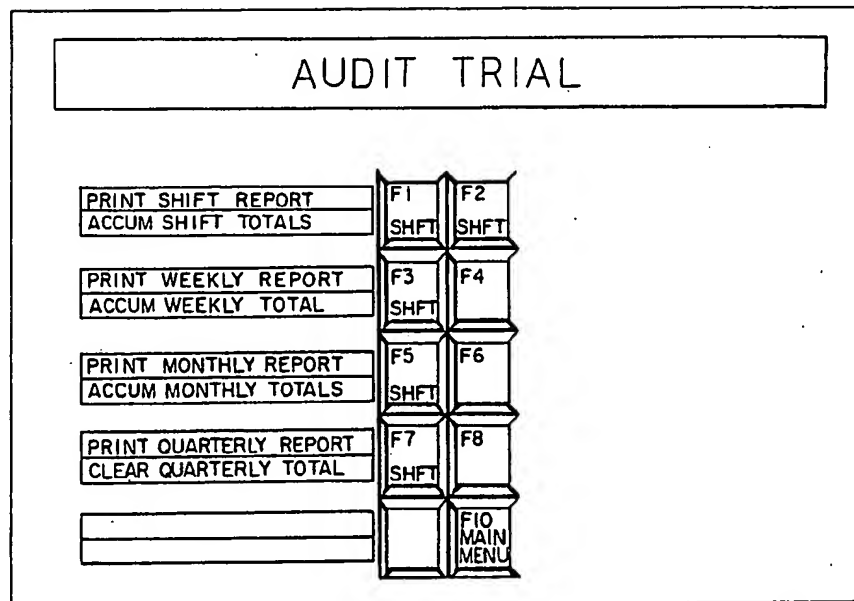 AUDIT TRIAL
PRINT SHIFT REPORT
ACCUM SHIFT TOTALS
F1
SHFT
F2
SHFT
PRINT WEEKLY REPORT
ACCUM WEEKLY TOTAL
F3
SHFT
F4
PRINT MONTHLY REPORT
ACCUM MONTHLY TOTALS
F5
SHFT
F6
PRINT QUARTERLY REPORT
CLEAR QUARTERLY TOTAL
F7
SHFT
F8
F10
MAIN
MENU